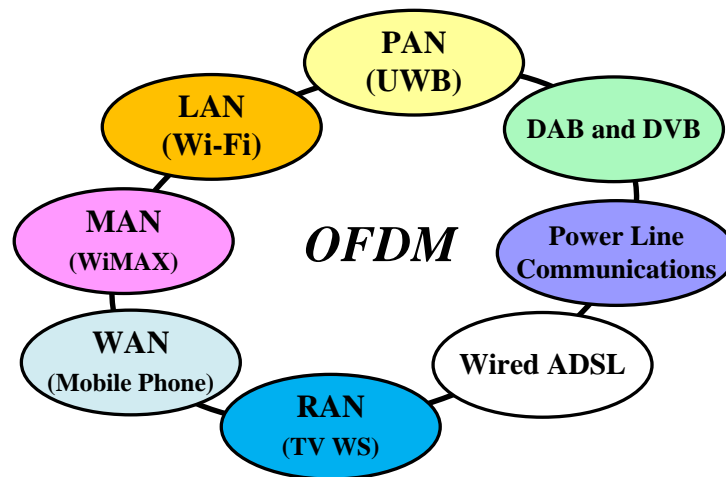 PAN
(UWB)
LAN
(Wi-Fi)
DAB and DVB
MAN
(WiMAX)
OFDM
Power Line
Communications
WAN
(Mobile Phone)
Wired ADSL
RAN
(TV WS)